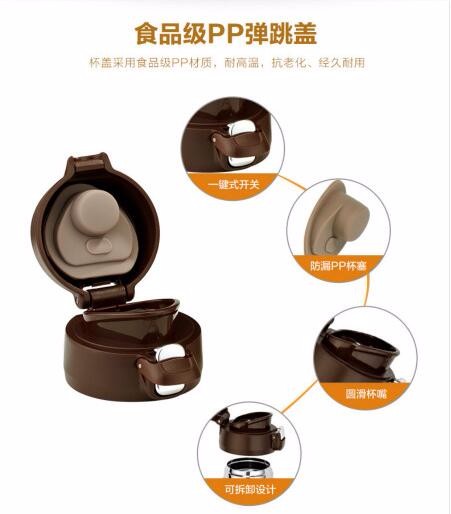 食品级PP弹跳盖
杯盖采用食品级PP材质，耐高温，抗老化、经久耐用
一键式开关
防漏PP杯塞
圆滑杯嘴
可拆卸设计